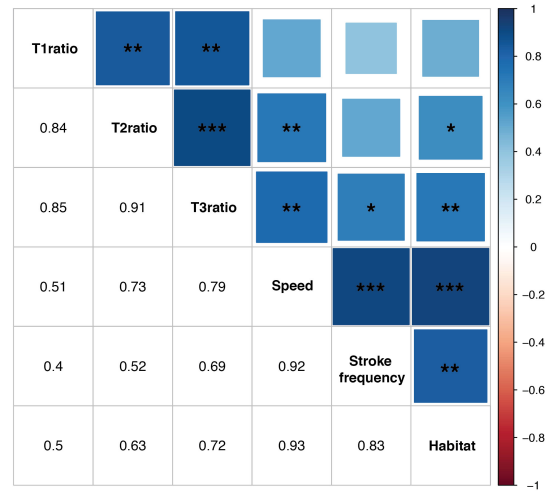 T1ratio ** **
0.84 T2ratio *** ** *
0.85 0.91 T3ratio ** * **
0.51 0.73 0.79 Speed *** ***
0.4 0.52 0.69 0.92 Stroke
frequency **
0.5 0.63 0.72 0.93 0.83 Habitat
1
0.8
0.6
0.4
0.2
0
−0.2
−0.4
−0.6
−0.8
−1